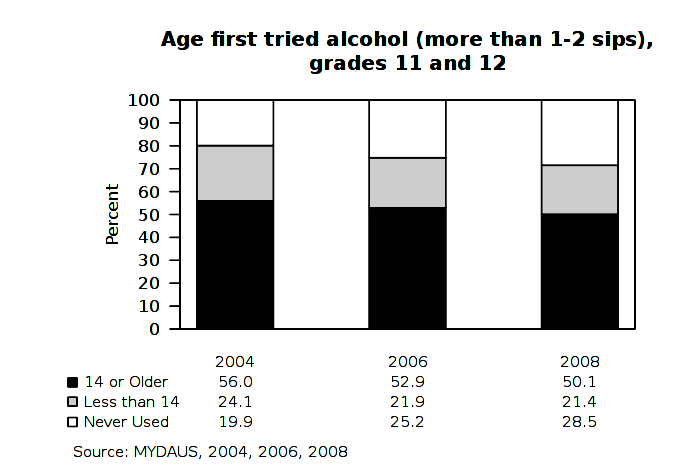 Age first tried alcohol (more than 1-2 sips),
grades 11 and 12
Percent
100
90
80
70
60
50
40
30
20
10
0
2004 2006 2008
14 or Older 56.0 52.9 50.1
Less than 14 24.1 21.9 21.4
Never Used 19.9 25.2 28.5
Source: MYDAUS, 2004, 2006, 2008